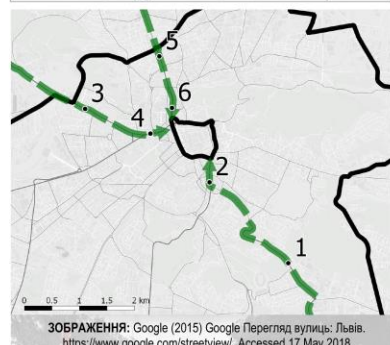 5
6
3
4
2
1
0 0.5 1 1.5 2 km
ЗОБРАЖЕННЯ: Google (2015) Google Перегляд вулиць: Львів.
https://www.google.com/streetview/. Accessed 17 May 2018